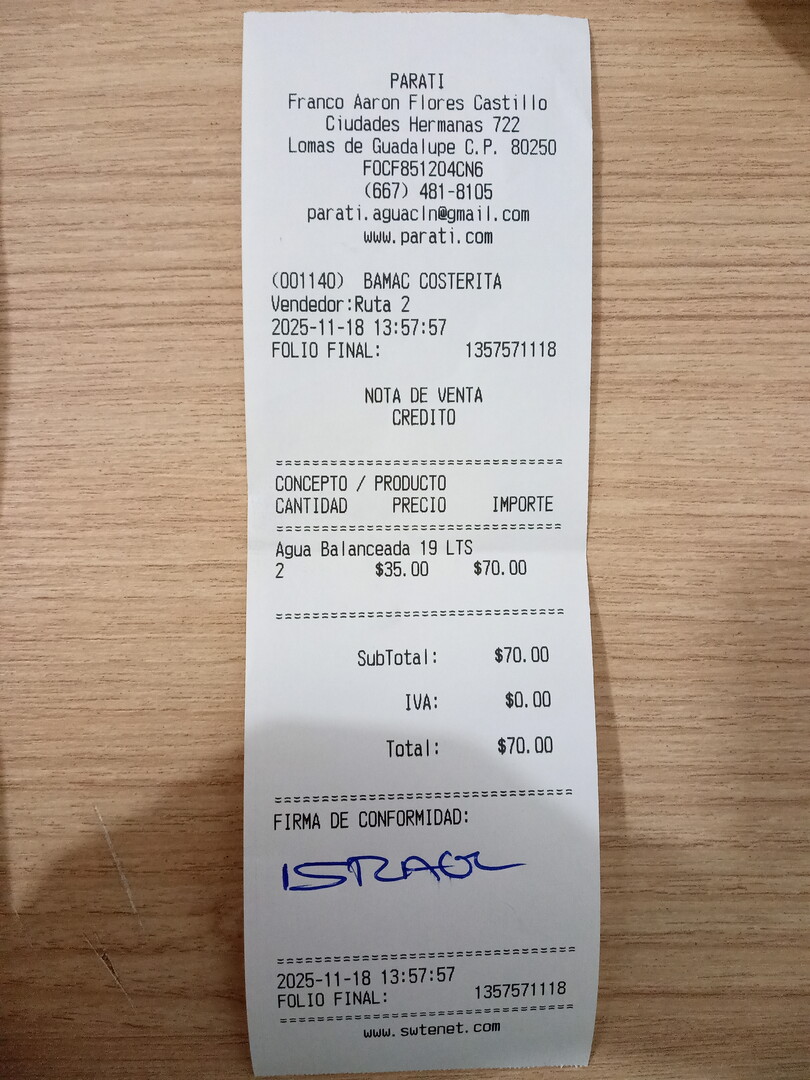 PARATI
Franco Aaron Flores Castillo
Ciudades Hermanas 722
Lomas de Guadalupe C.P. 80250
FOCF851204CN6
(667) 481-8105
parati.aguacln@gmail.com
www.parati.com
(001140) BAMAC COSTERITA
Vendedor:Ruta 2
2025-11-18 13:57:57
FOLIO FINAL: 1357571118
NOTA DE VENTA
CREDITO
==================================
CONCEPTO / PRODUCTO
CANTIDAD PRECIO IMPORTE
==================================
Agua Balanceada 19 LTS
2 $35.00 $70.00
==================================
SubTotal: $70.00
IVA: $0.00
Total: $70.00
==================================
FIRMA DE CONFORMIDAD:
ISRAEL
==================================
2025-11-18 13:57:57
FOLIO FINAL: 1357571118
==================================
www.swtenet.com